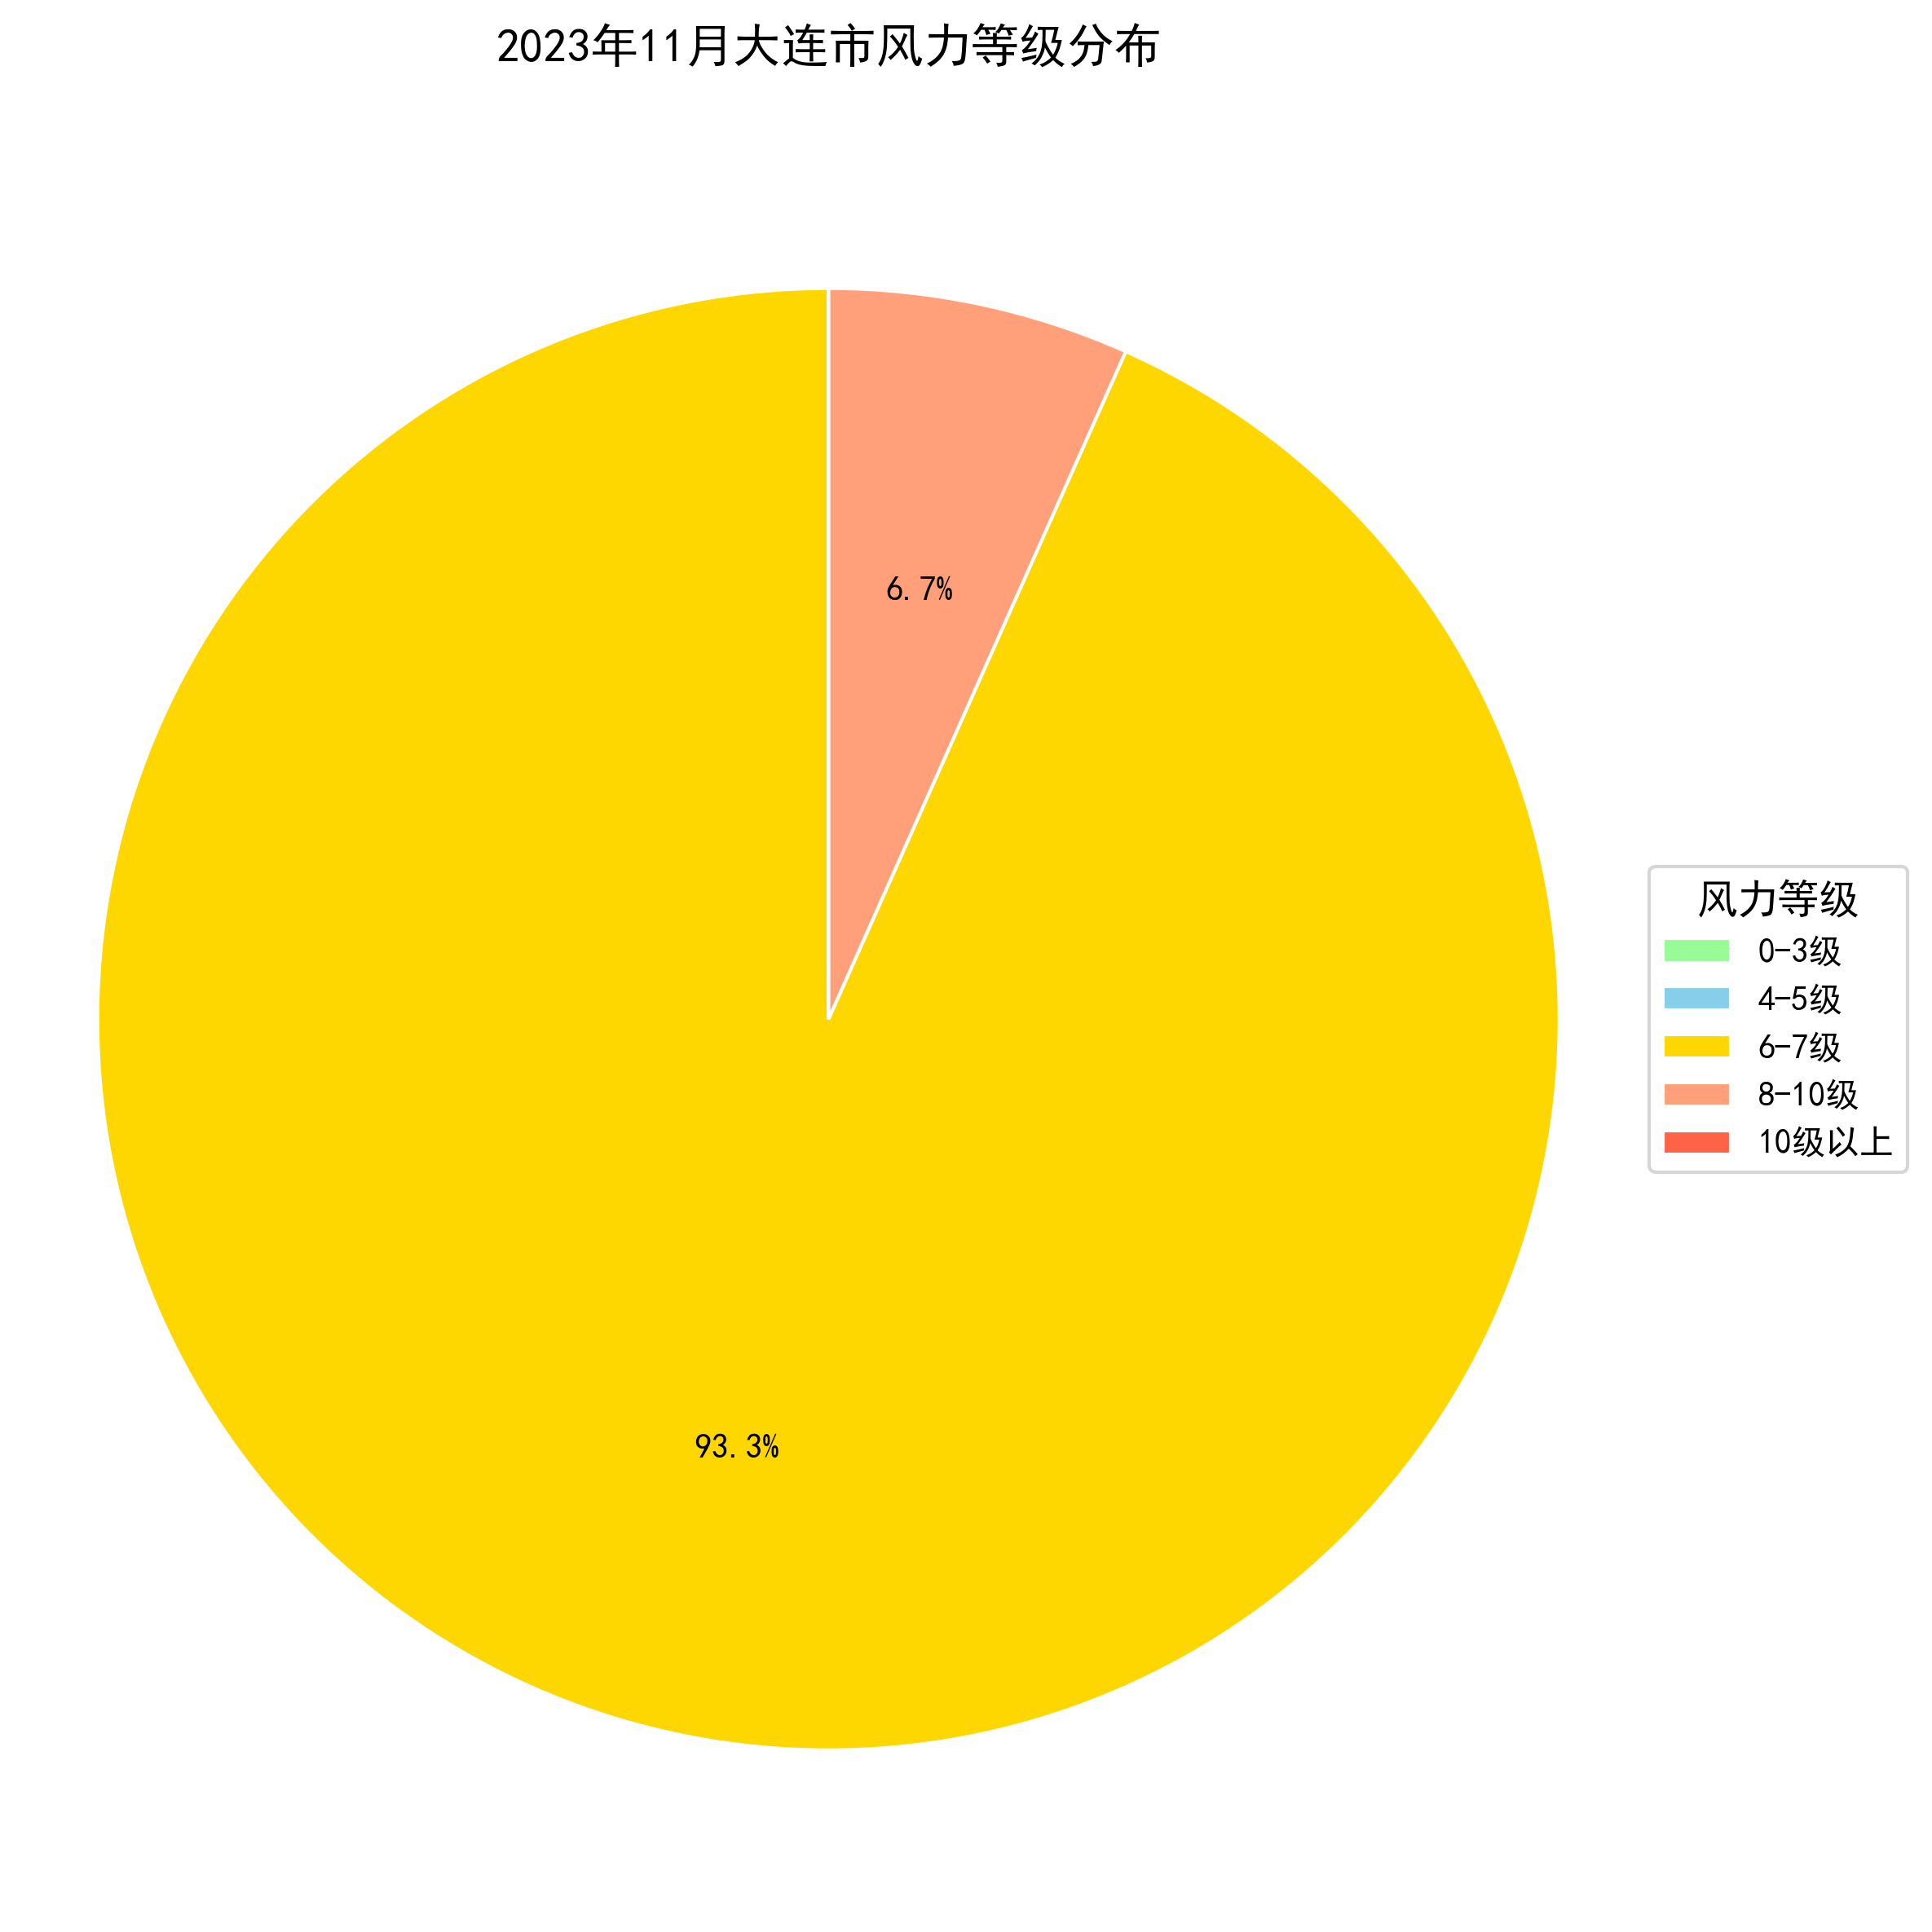 2023年11月大连市风力等级分布
6.7%
93.3%
风力等级
0-3级
4-5级
6-7级
8-10级
10级以上